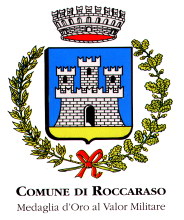 COMUNE DI ROCCARASO
Medaglia d'Oro al Valor Militare